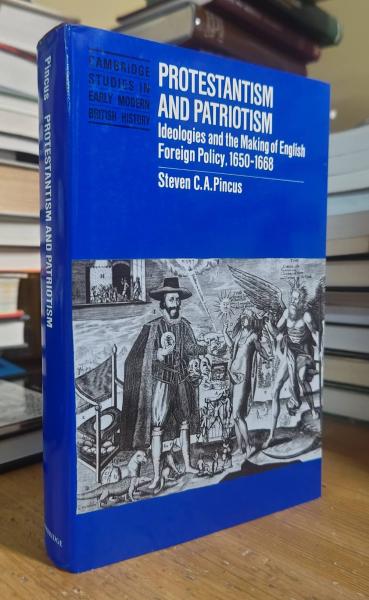 CAMBRIDGE
STUDIES IN
EARLY MODERN
BRITISH HISTORY
PROTESTANTISM
AND PATRIOTISM
Ideologies and the Making of English
Foreign Policy, 1650-1668
Steven C. A. Pincus
Pincus PROTESTANTISM AND PATRIOTISM